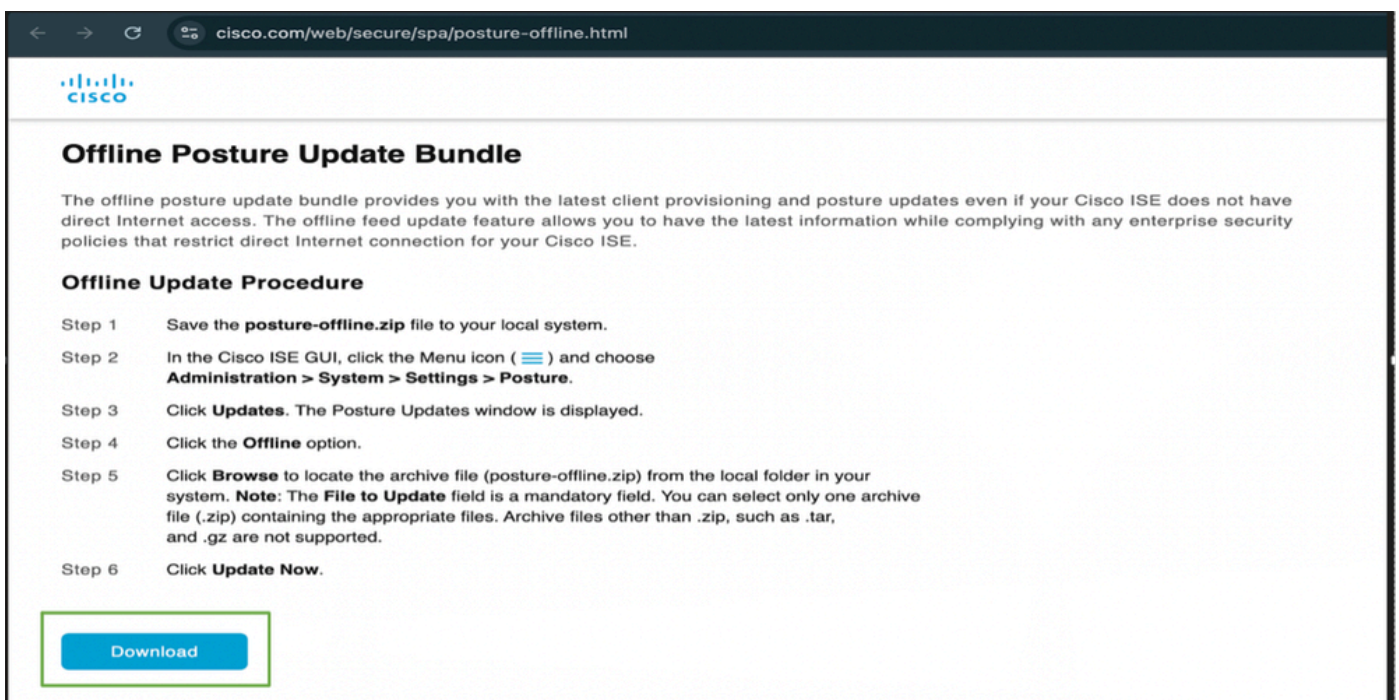 cisco.com/web/secure/spa/posture-offline.html
CISCO
Offline Posture Update Bundle
The offline posture update bundle provides you with the latest client provisioning and posture updates even if your Cisco ISE does not have
direct Internet access. The offline feed update feature allows you to have the latest information while complying with any enterprise security
policies that restrict direct Internet connection for your Cisco ISE.
Offline Update Procedure
Step 1 Save the posture-offline.zip file to your local system.
Step 2 In the Cisco ISE GUI, click the Menu icon ( ) and choose
Administration > System > Settings > Posture.
Step 3 Click Updates. The Posture Updates window is displayed.
Step 4 Click the Offline option.
Step 5 Click Browse to locate the archive file (posture-offline.zip) from the local folder in your
system. Note: The File to Update field is a mandatory field. You can select only one archive
file (.zip) containing the appropriate files. Archive files other than .zip, such as .tar,
and .gz are not supported.
Step 6 Click Update Now.
Download